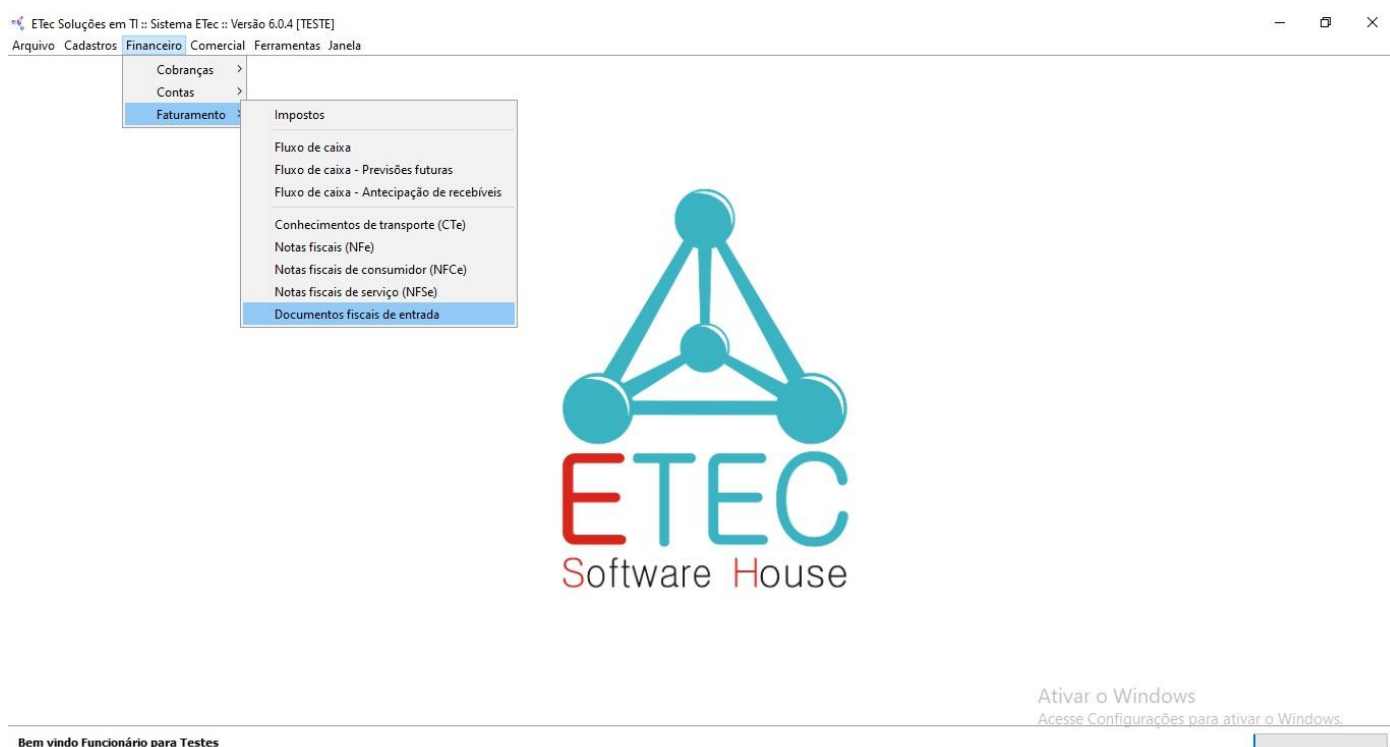 ETec Soluções em TI :: Sistema ETec :: Versão 6.0.4 [TESTE]
Arquivo Cadastros Financeiro Comercial Ferramentas Janela
Cobranças
Contas
Faturamento
Impostos
Fluxo de caixa
Fluxo de caixa - Previsões futuras
Fluxo de caixa - Antecipação de recebíveis
Conhecimentos de transporte (CTe)
Notas fiscais (NFe)
Notas fiscais de consumidor (NFCe)
Notas fiscais de serviço (NFSe)
Documentos fiscais de entrada
ETEC
Software House
Ativar o Windows
Acesse Configurações para ativar o Windows.
Bem vindo Funcionário para Testes